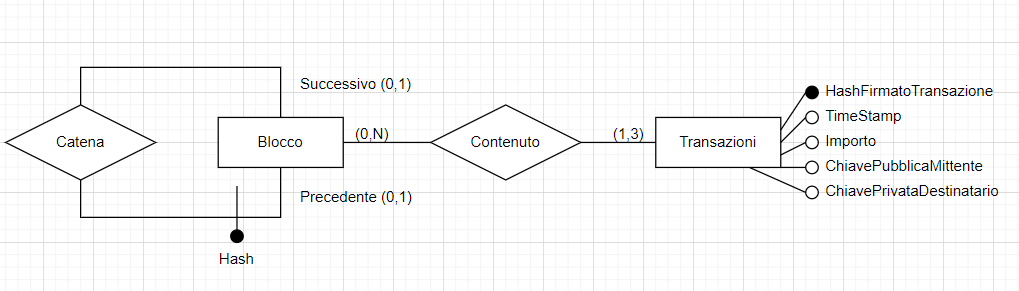 Successivo (0,1)
Catena
Blocco
(0,N)
Contenuto
(1,3)
Transazioni
HashFirmatoTransazione
TimeStamp
Importo
ChiavePubblicaMittente
ChiavePrivataDestinatario
Precedente (0,1)
Hash